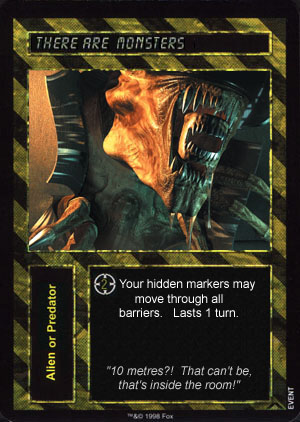 THERE ARE MONSTERS
Alien or Predator
2
Your hidden markers may
move through all
barriers. Lasts 1 turn.
"10 metres?! That can't be,
that's inside the room!"
EVENT
™&© 1998 Fox